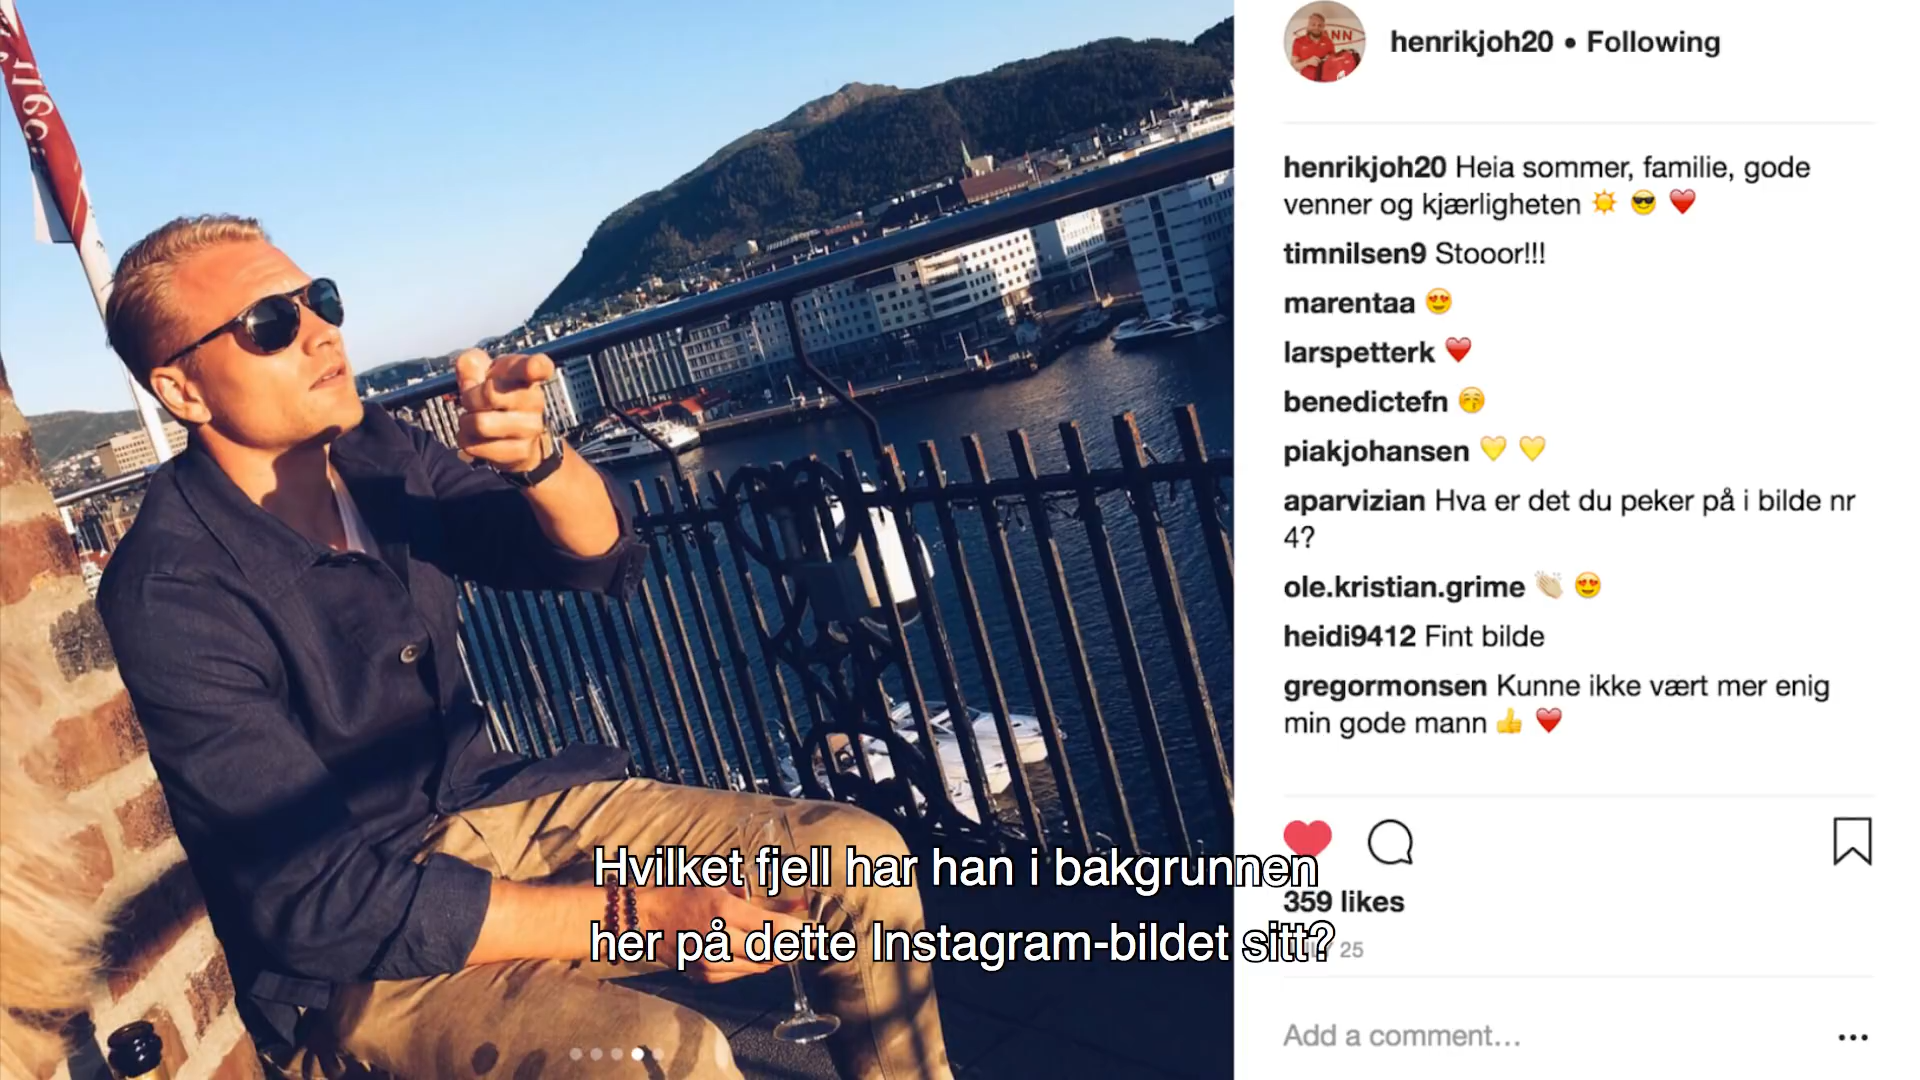 henrikjoh20 • Following
henrikjoh20 Heia sommer, familie, gode
venner og kjærligheten ☀️ 😎 ❤️
timnilsen9 Stooor!!!
marentaa 😍
larspetterk ❤️
benedictefn 😚
piakjohansen 💛 💛
aparvizian Hva er det du peker på i bilde nr
4?
ole.kristian.grime 👏🏼 😍
heidi9412 Fint bilde
gregormonsen Kunne ikke vært mer enig
min gode mann 👍 ❤️
359 likes
25
Add a comment...
Hvilket fjell har han i bakgrunnen
her på dette Instagram-bildet sitt?